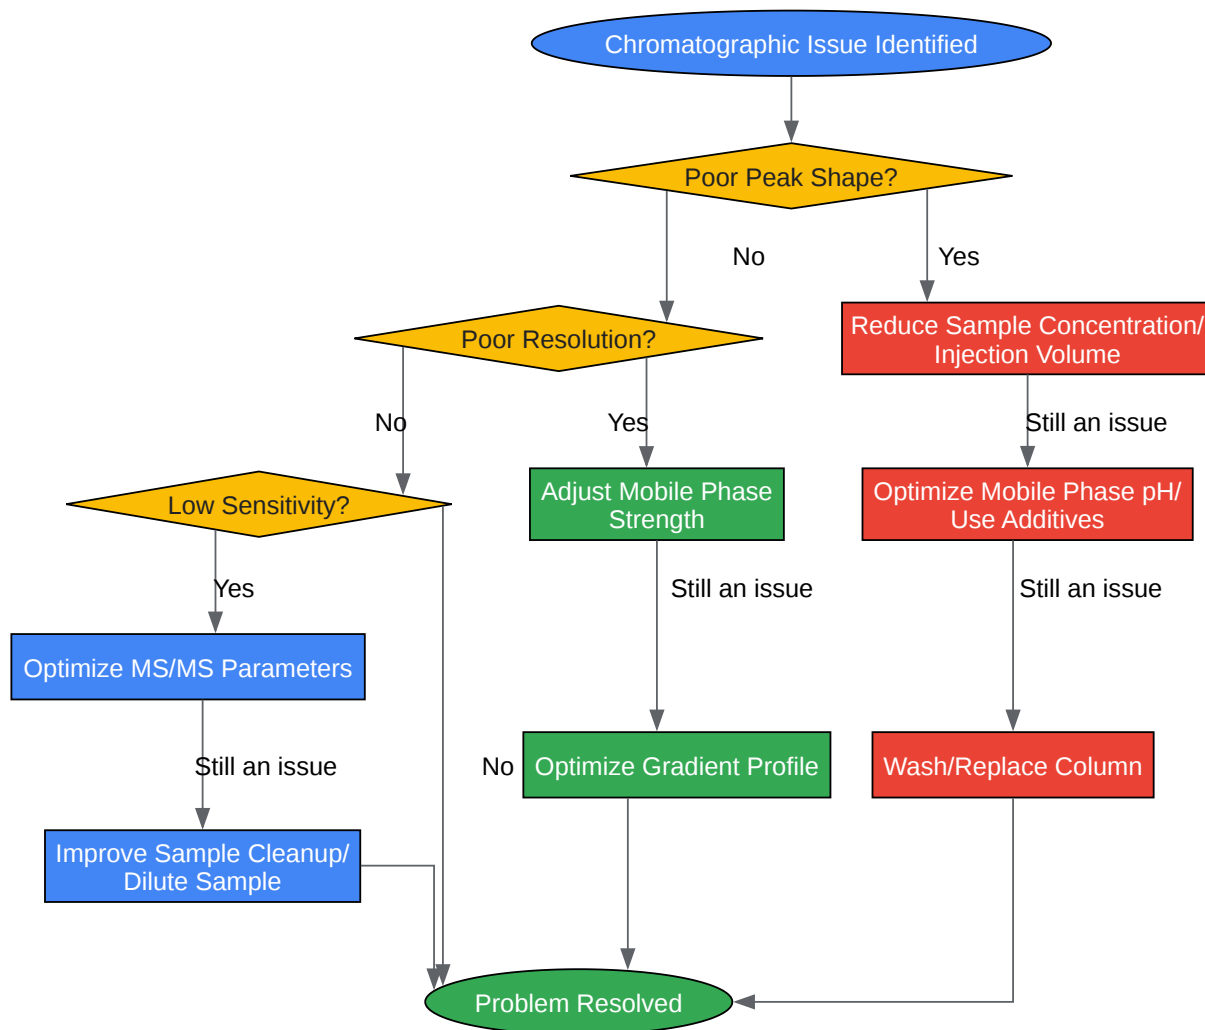 Chromatographic Issue Identified
Poor Peak Shape?
No
Yes
Poor Resolution?
Reduce Sample Concentration/
Injection Volume
No
Yes
Still an issue
Low Sensitivity?
Adjust Mobile Phase
Strength
Optimize Mobile Phase pH/
Use Additives
Yes
Still an issue
Still an issue
Optimize MS/MS Parameters
Still an issue
No
Optimize Gradient Profile
Wash/Replace Column
Improve Sample Cleanup/
Dilute Sample
Problem Resolved